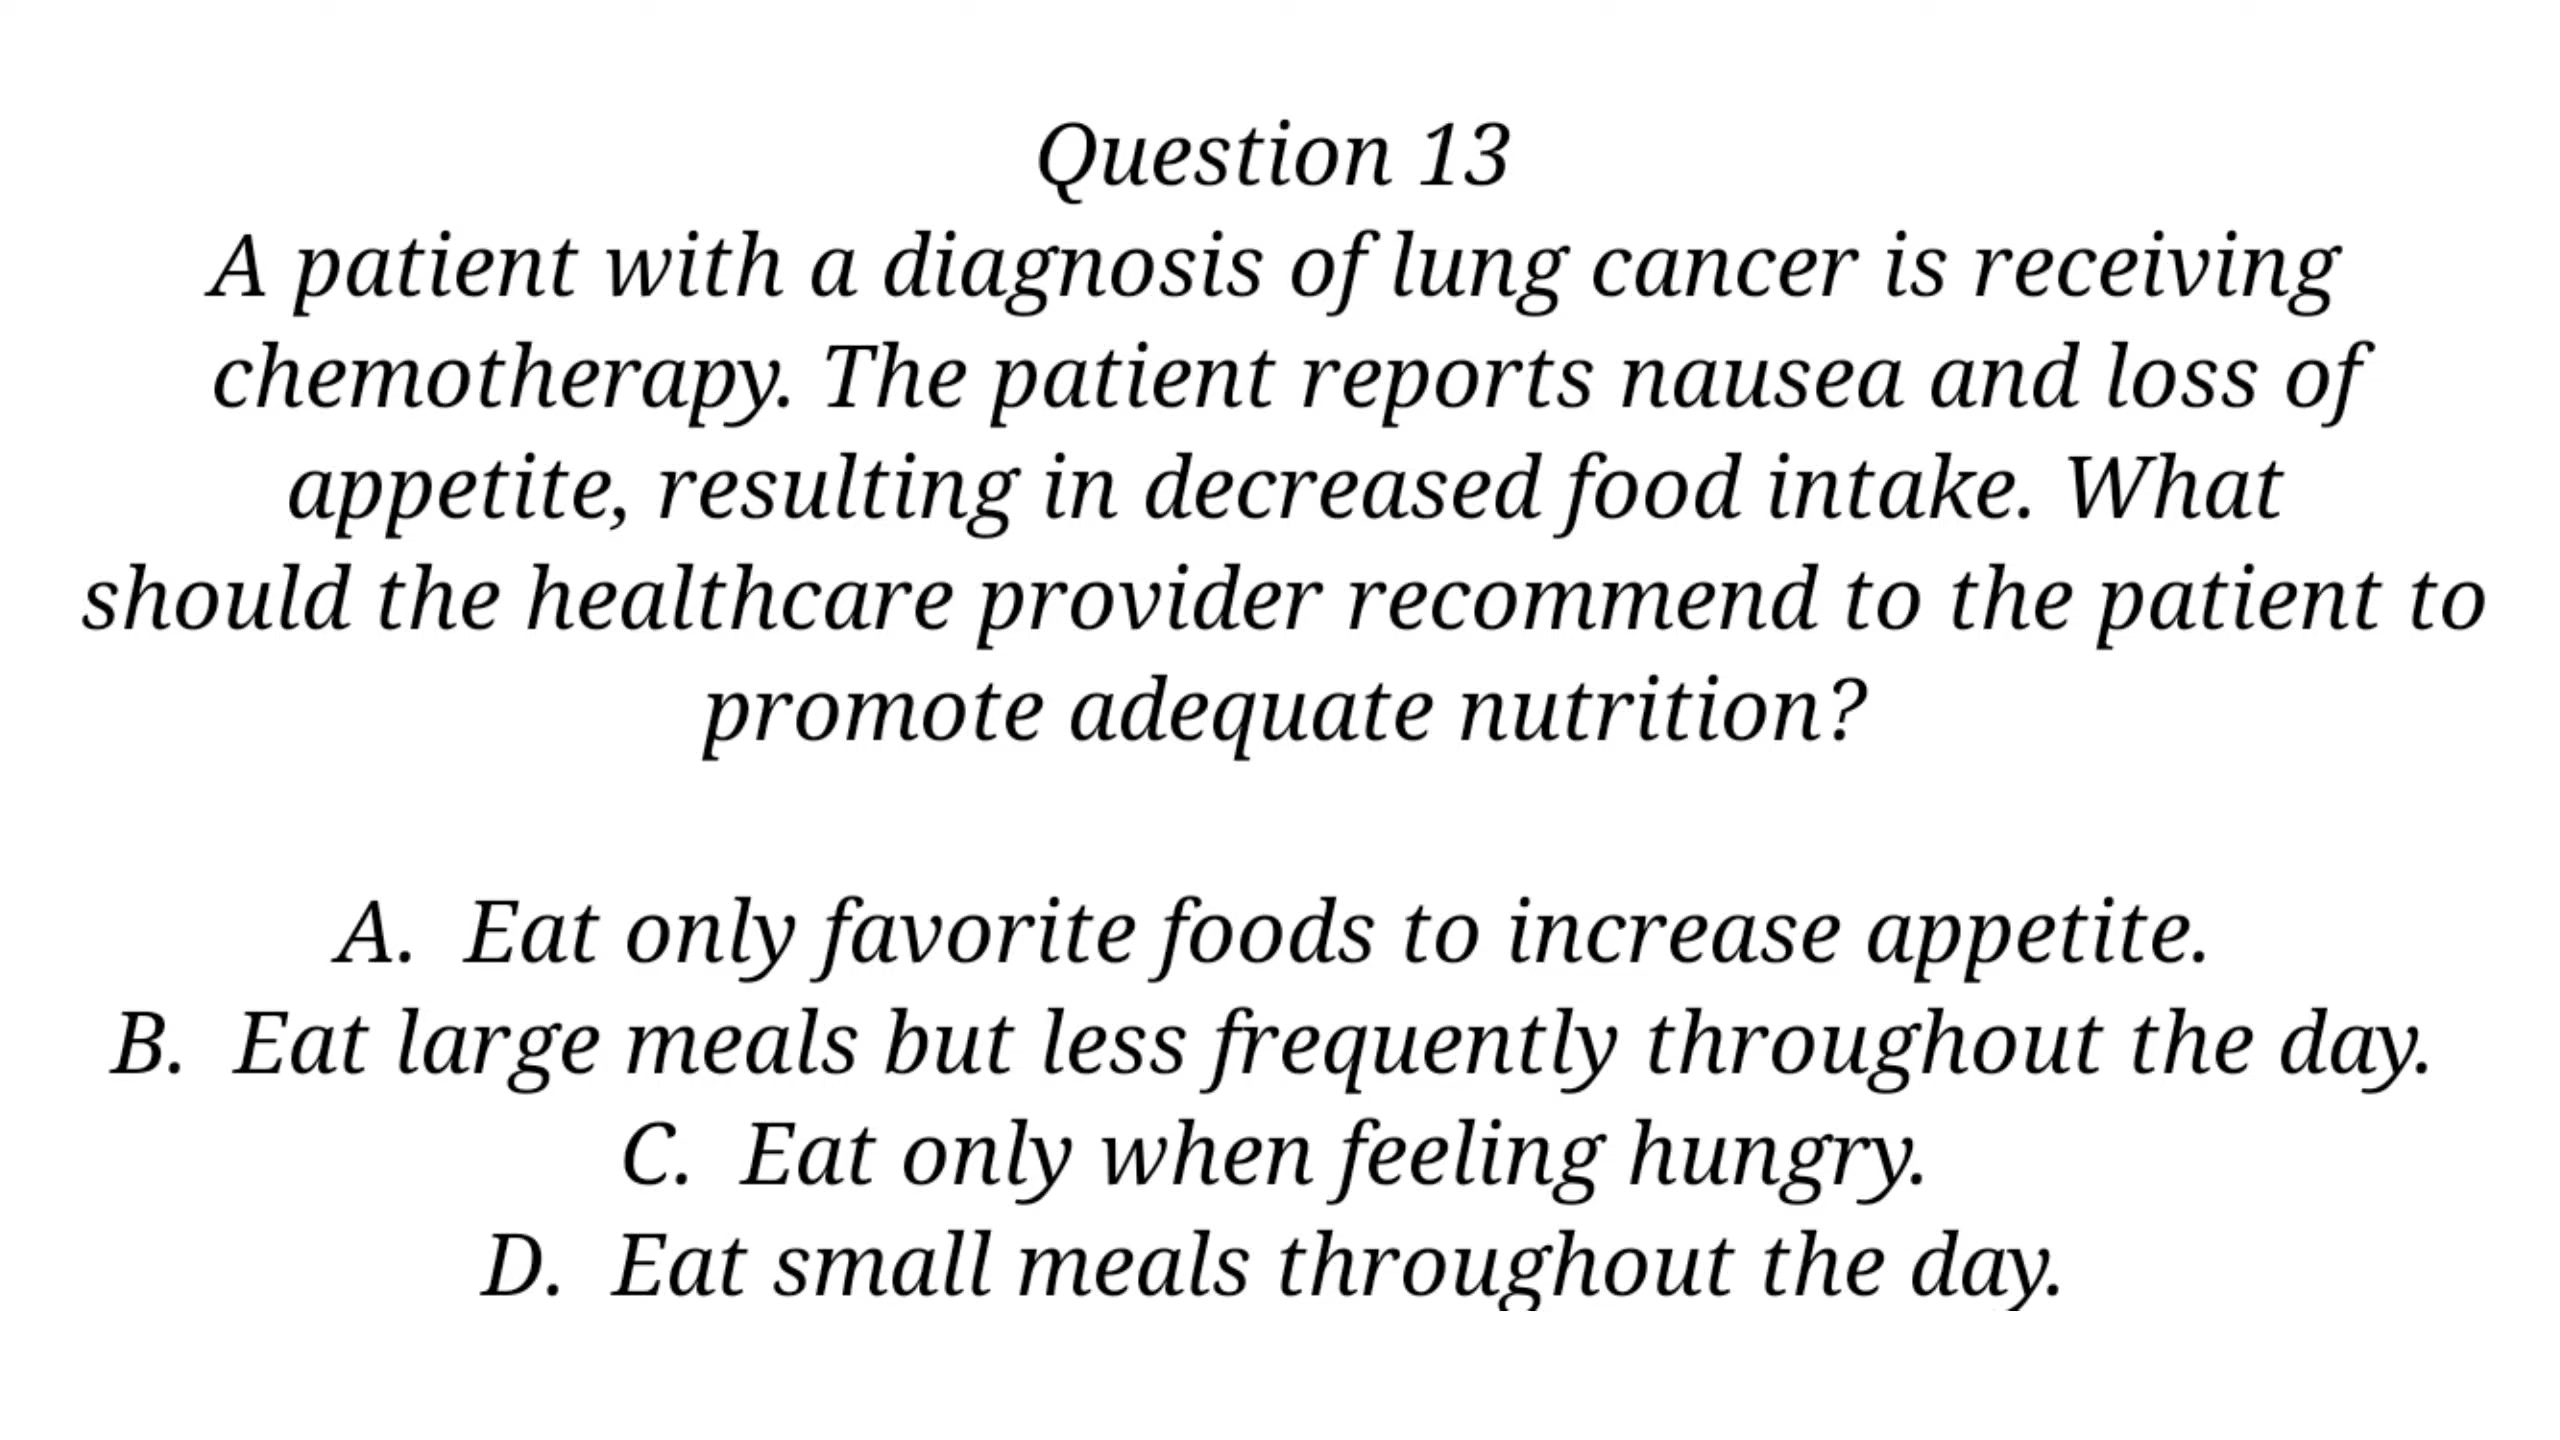 Question 13
A patient with a diagnosis of lung cancer is receiving
chemotherapy. The patient reports nausea and loss of
appetite, resulting in decreased food intake. What
should the healthcare provider recommend to the patient to
promote adequate nutrition?
A. Eat only favorite foods to increase appetite.
B. Eat large meals but less frequently throughout the day.
C. Eat only when feeling hungry.
D. Eat small meals throughout the day.